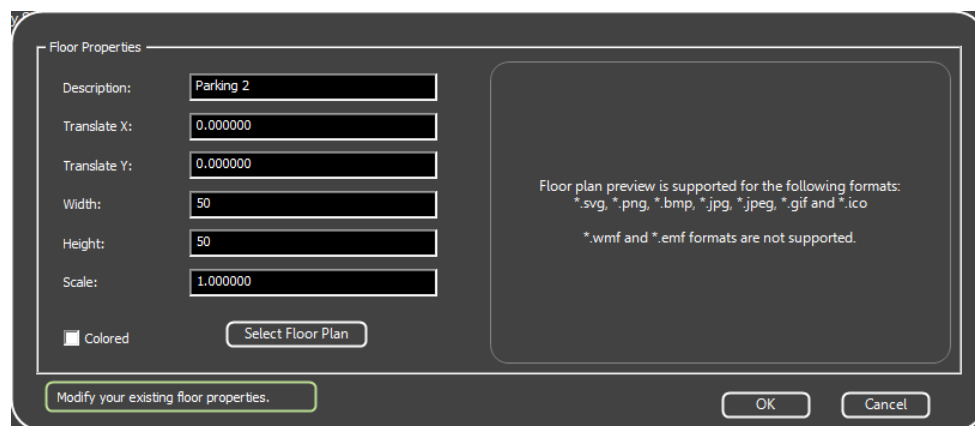 Floor Properties
Description:
Parking 2
Translate X:
0.000000
Translate Y:
0.000000
Width:
50
Height:
50
Scale:
1.000000
Colored
Select Floor Plan
Floor plan preview is supported for the following formats:
*.svg, *.png, *.bmp, *.jpg, *.jpeg, *.gif and *.ico
*.wmf and *.emf formats are not supported.
Modify your existing floor properties.
OK
Cancel